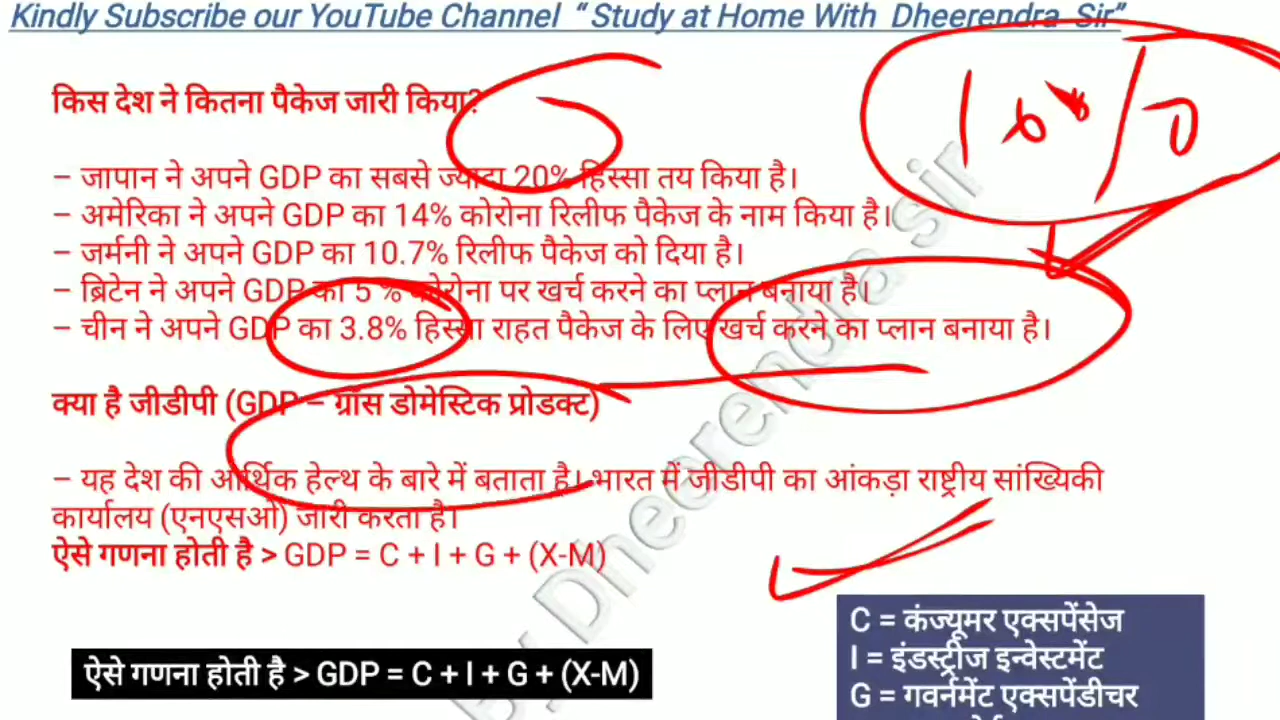 Kindly Subscribe our YouTube Channel “ Study at Home With Dheerendra Sir”
किस देश ने कितना पैकेज जारी किया?
– जापान ने अपने GDP का सबसे ज्यादा 20% हिस्सा तय किया है।
– अमेरिका ने अपने GDP का 14% कोरोना रिलीफ पैकेज के नाम किया है।
– जर्मनी ने अपने GDP का 10.7% रिलीफ पैकेज को दिया है।
– ब्रिटेन ने अपने GDP का 5 % कोरोना पर खर्च करने का प्लान बनाया है।
– चीन ने अपने GDP का 3.8% हिस्सा राहत पैकेज के लिए खर्च करने का प्लान बनाया है।
क्या है जीडीपी (GDP – ग्रॉस डोमेस्टिक प्रोडक्ट)
– यह देश की आर्थिक हेल्थ के बारे में बताता है। भारत में जीडीपी का आंकड़ा राष्ट्रीय सांख्यिकी
कार्यालय (एनएसओ) जारी करता है।
ऐसे गणना होती है > GDP = C + I + G + (X-M)
ऐसे गणना होती है > GDP = C + I + G + (X-M)
C = कंज्यूमर एक्सपेंसेज
I = इंडस्ट्रीज इन्वेस्टमेंट
G = गवर्नमेंट एक्सपेंडीचर
by Dheerendra sir